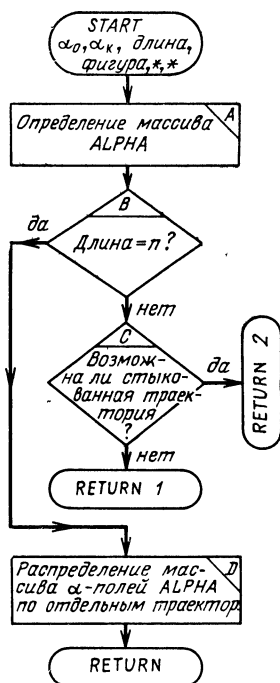 START
α₀, αк, длина,
фигура,*,*
A
Определение массива
ALPHA
B
да
Длина=n?
нет
C
Возмож-
на ли стыко-
ванная траек-
тория
?
да
RETURN 2
нет
RETURN 1
Распределение мас-
D
сива α-полей ALPHA
по отдельным траектор.
RETURN